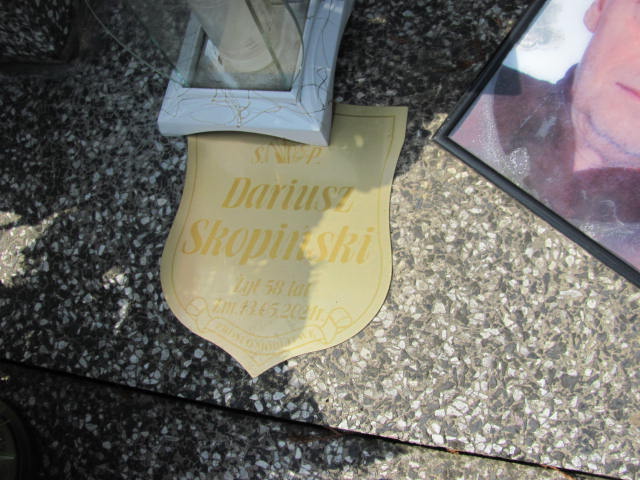 Ś. P.
Dariusz
Skopiński
Żył 58 lat
Zm. 13.05.2021r.